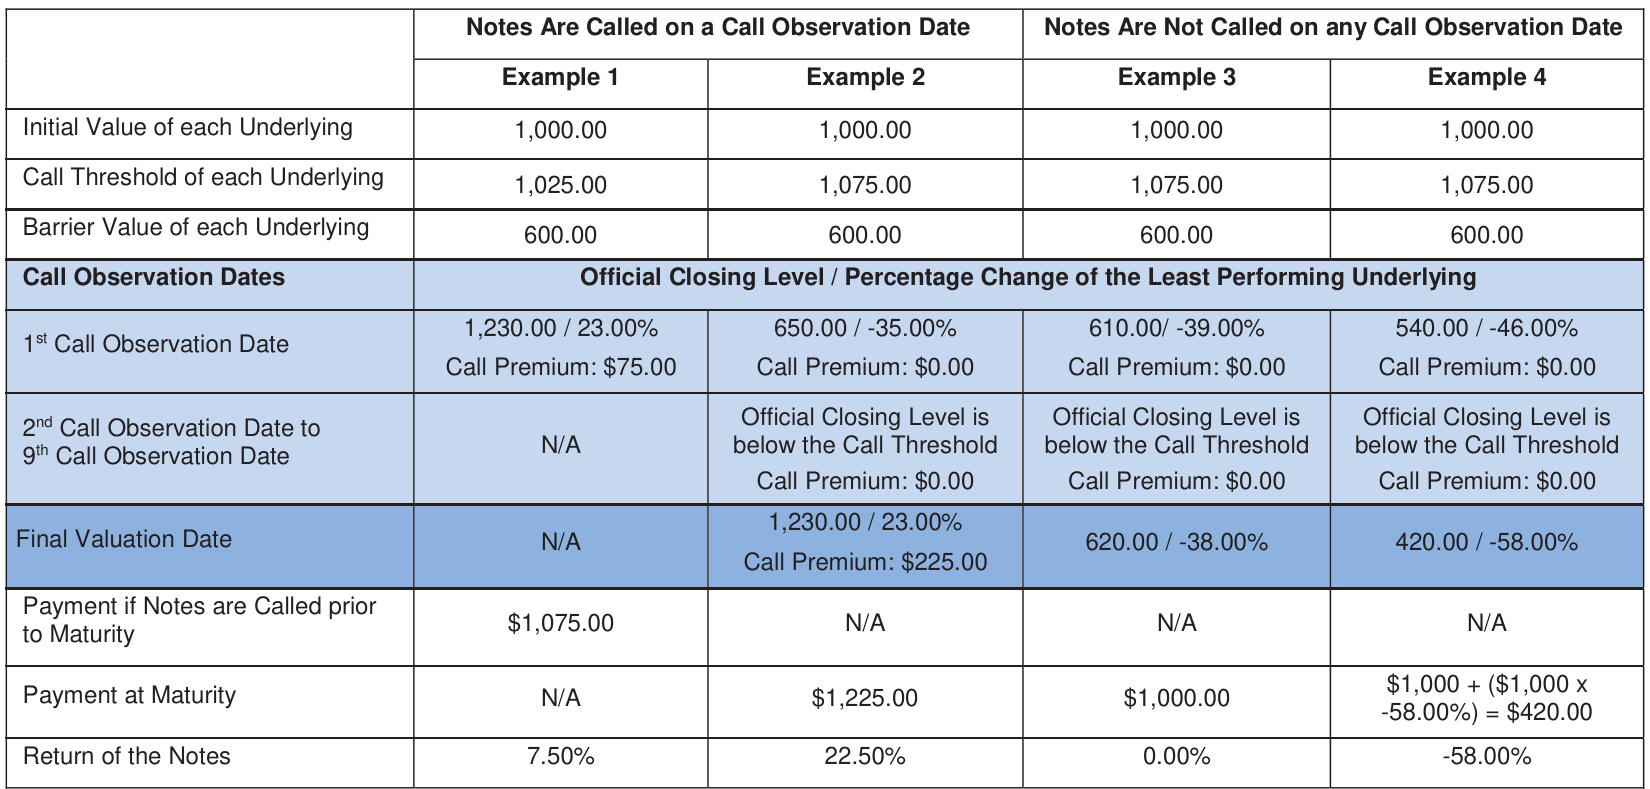 Notes Are Called on a Call Observation Date
Notes Are Not Called on any Call Observation Date
Example 1
Example 2
Example 3
Example 4
Initial Value of each Underlying
1,000.00
1,000.00
1,000.00
1,000.00
Call Threshold of each Underlying
1,025.00
1,075.00
1,075.00
1,075.00
Barrier Value of each Underlying
600.00
600.00
600.00
600.00
Call Observation Dates
Official Closing Level / Percentage Change of the Least Performing Underlying
1st Call Observation Date
1,230.00 / 23.00%
Call Premium: $75.00
650.00 / -35.00%
Call Premium: $0.00
610.00/ -39.00%
Call Premium: $0.00
540.00 / -46.00%
Call Premium: $0.00
2nd Call Observation Date to
9th Call Observation Date
N/A
Official Closing Level is
below the Call Threshold
Call Premium: $0.00
Official Closing Level is
below the Call Threshold
Call Premium: $0.00
Official Closing Level is
below the Call Threshold
Call Premium: $0.00
Final Valuation Date
N/A
1,230.00 / 23.00%
Call Premium: $225.00
620.00 / -38.00%
420.00 / -58.00%
Payment if Notes are Called prior
to Maturity
$1,075.00
N/A
N/A
N/A
Payment at Maturity
N/A
$1,225.00
$1,000.00
$1,000 + ($1,000 x
-58.00%) = $420.00
Return of the Notes
7.50%
22.50%
0.00%
-58.00%